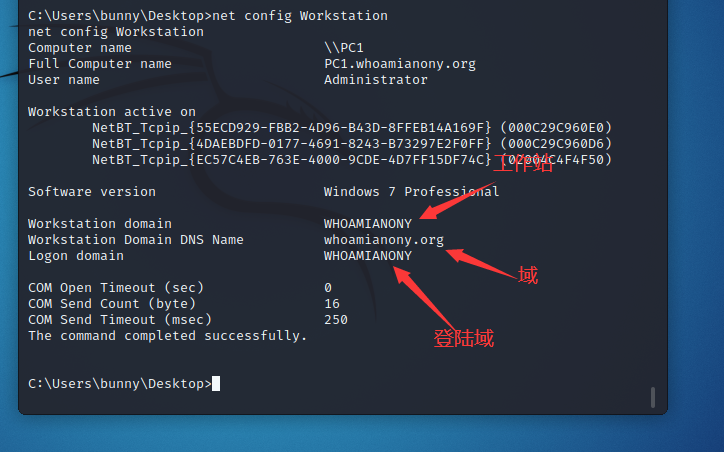 C:\Users\bunny\Desktop>net config Workstation
net config Workstation
Computer name \\PC1
Full Computer name PC1.whoamianony.org
User name Administrator
Workstation active on
NetBT_Tcpip_{55ECD929-FBB2-4D96-B43D-8FFEB14A169F} (000C29C960E0)
NetBT_Tcpip_{4DAEBDFD-0177-4691-8243-B73297E2F0FF} (000C29C960D6)
NetBT_Tcpip_{EC57C4EB-763E-4000-9CDE-4D7FF15DF74C} (02004C4F4F50)
工作站
Software version Windows 7 Professional
Workstation domain WHOAMIANONY
Workstation Domain DNS Name whoamianony.org
Logon domain WHOAMIANONY
域
COM Open Timeout (sec) 0
COM Send Count (byte) 16
COM Send Timeout (msec) 250
登陆域
The command completed successfully.
C:\Users\bunny\Desktop>